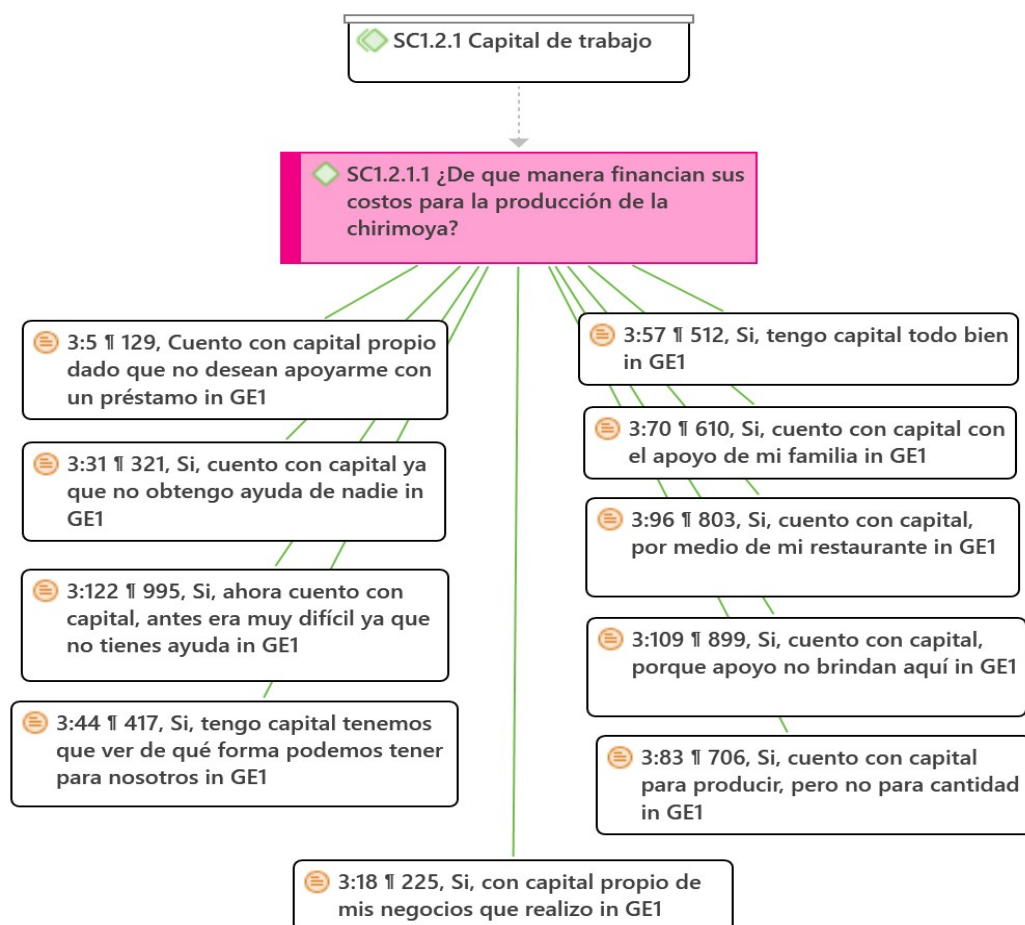 SC1.2.1 Capital de trabajo
SC1.2.1.1 ¿De que manera financian sus
costos para la producción de la
chirimoya?
3:5 ¶ 129, Cuento con capital propio
dado que no desean apoyarme con
un préstamo in GE1
3:31 ¶ 321, Si, cuento con capital ya
que no obtengo ayuda de nadie in
GE1
3:122 ¶ 995, Si, ahora cuento con
capital, antes era muy difícil ya que
no tienes ayuda in GE1
3:44 ¶ 417, Si, tengo capital tenemos
que ver de qué forma podemos tener
para nosotros in GE1
3:57 ¶ 512, Si, tengo capital todo bien
in GE1
3:70 ¶ 610, Si, cuento con capital con
el apoyo de mi familia in GE1
3:96 ¶ 803, Si, cuento con capital,
por medio de mi restaurante in GE1
3:109 ¶ 899, Si, cuento con capital,
porque apoyo no brindan aquí in GE1
3:83 ¶ 706, Si, cuento con capital
para producir, pero no para cantidad
in GE1
3:18 ¶ 225, Si, con capital propio de
mis negocios que realizo in GE1